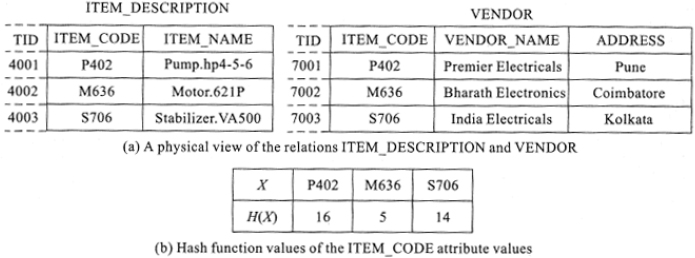 ITEM_DESCRIPTION VENDOR
TID ITEM_CODE ITEM_NAME TID ITEM_CODE VENDOR_NAME ADDRESS
4001 P402 Pump.hp4-5-6 7001 P402 Premier Electricals Pune
4002 M636 Motor.621P 7002 M636 Bharath Electronics Coimbatore
4003 S706 Stabilizer.VA500 7003 S706 India Electricals Kolkata
(a) A physical view of the relations ITEM_DESCRIPTION and VENDOR
X P402 M636 S706
H(X) 16 5 14
(b) Hash function values of the ITEM_CODE attribute values